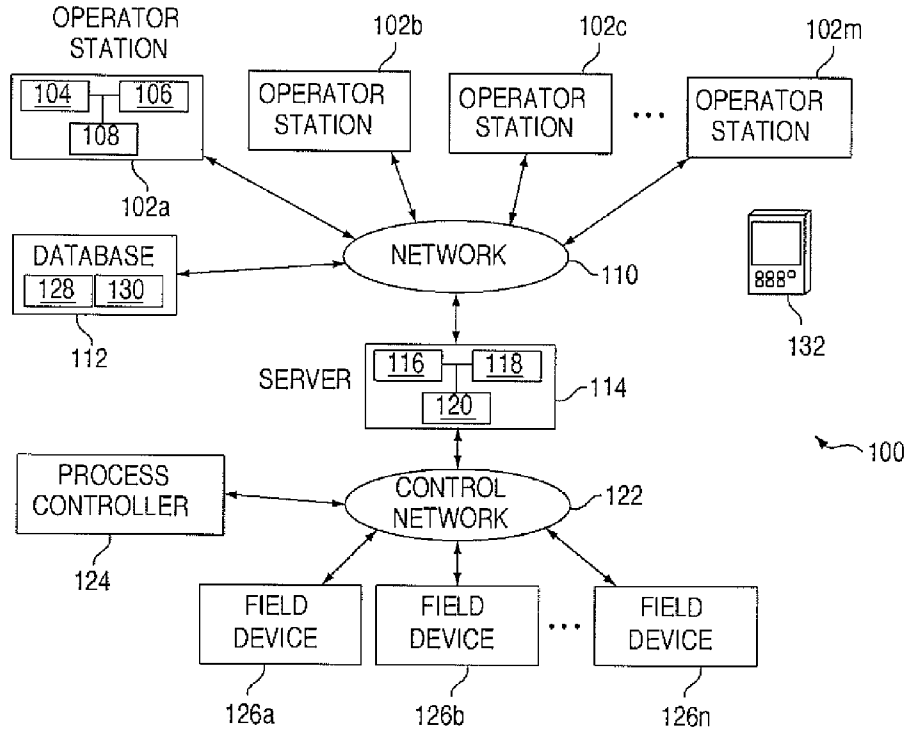 OPERATOR
STATION
102b
102c
102m
104
106
108
OPERATOR
STATION
OPERATOR
STATION
...
OPERATOR
STATION
102a
DATABASE
128
130
112
NETWORK
110
132
SERVER
116
118
120
114
100
PROCESS
CONTROLLER
124
CONTROL
NETWORK
122
FIELD
DEVICE
FIELD
DEVICE
...
FIELD
DEVICE
126a
126b
126n